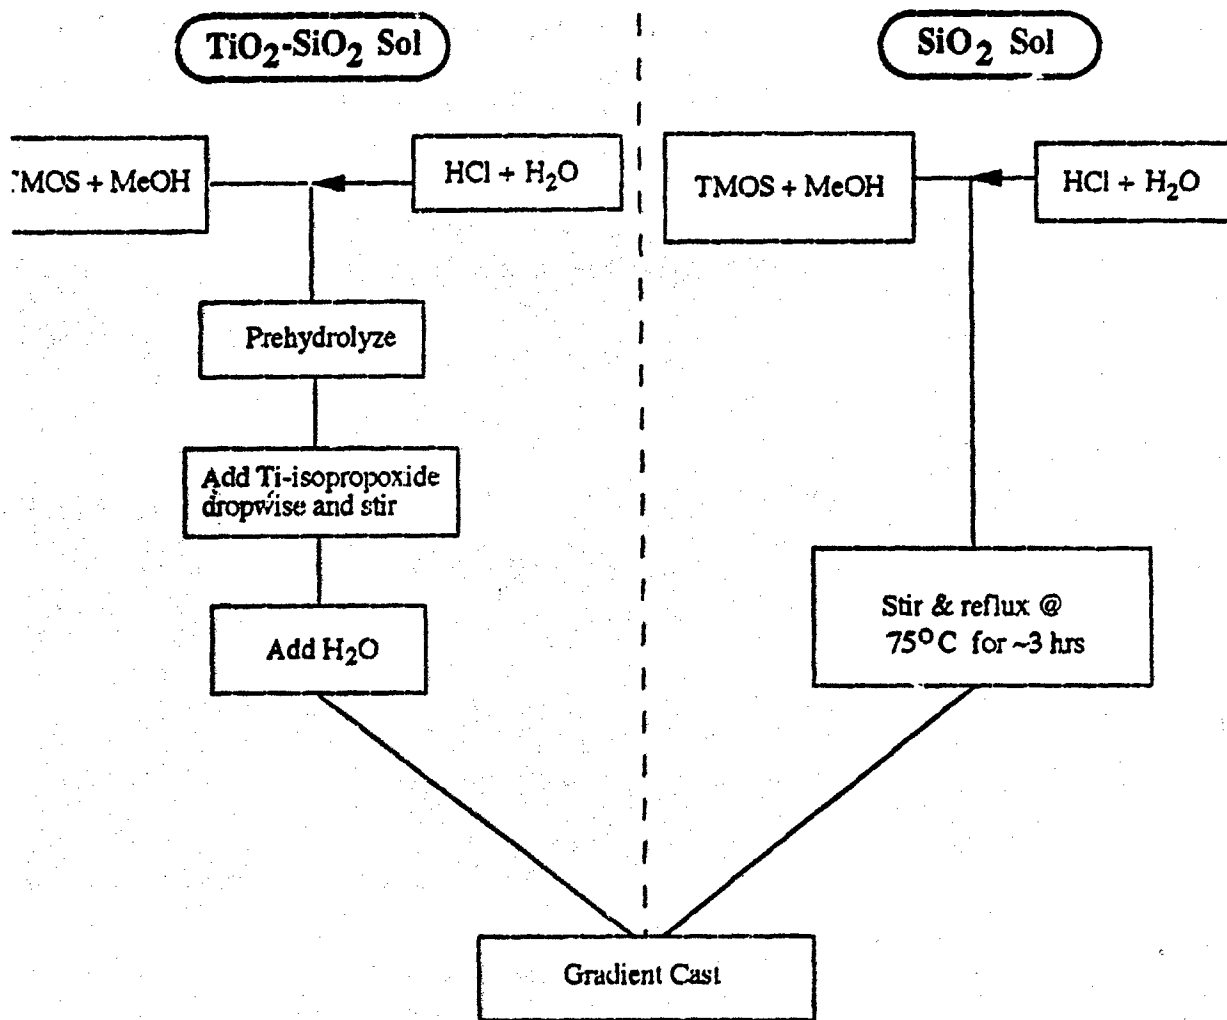 TiO₂-SiO₂ Sol
SiO₂ Sol
TMOS + MeOH
HCl + H₂O
TMOS + MeOH
HCl + H₂O
Prehydrolyze
Add Ti-isopropoxide
dropwise and stir
Add H₂O
Stir & reflux @
75°C for ~3 hrs
Gradient Cast